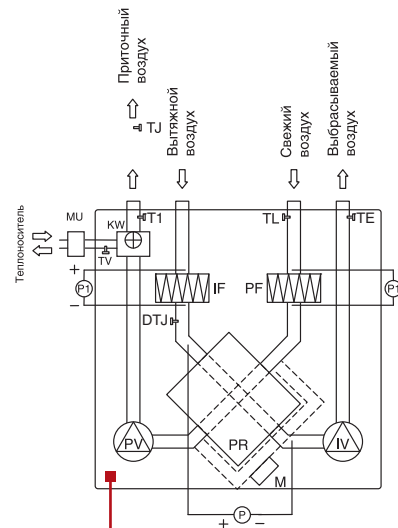 Приточный
воздух
TJ
Вытяжной
воздух
Свежий
воздух
Выбрасываемый
воздух
Теплоноситель
MU
KW
T1
TL
TE
TV
+
P1
−
IF
PF
P1
DTJ
PV
PR
IV
M
+ P −